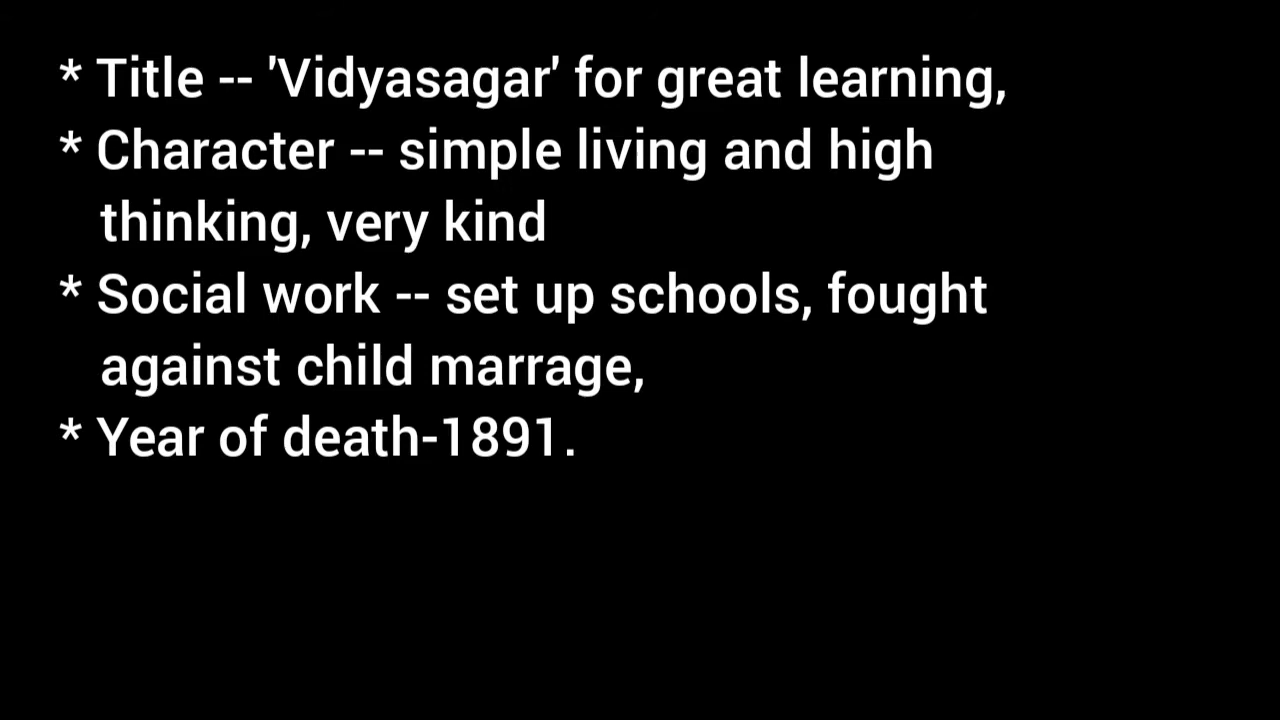 * Title -- 'Vidyasagar' for great learning,
* Character -- simple living and high
thinking, very kind
* Social work -- set up schools, fought
against child marrage,
* Year of death-1891.